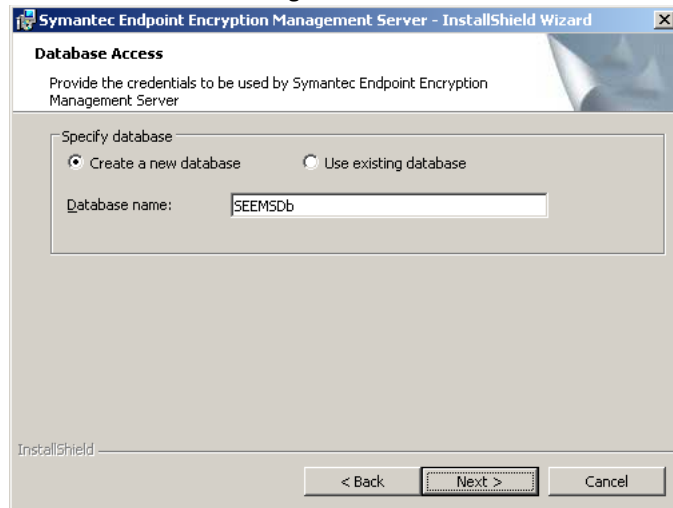 Symantec Endpoint Encryption Management Server - InstallShield Wizard
Database Access
Provide the credentials to be used by Symantec Endpoint Encryption
Management Server
Specify database
Create a new database
Use existing database
Database name:
SEEMSDb
InstallShield
< Back
Next >
Cancel